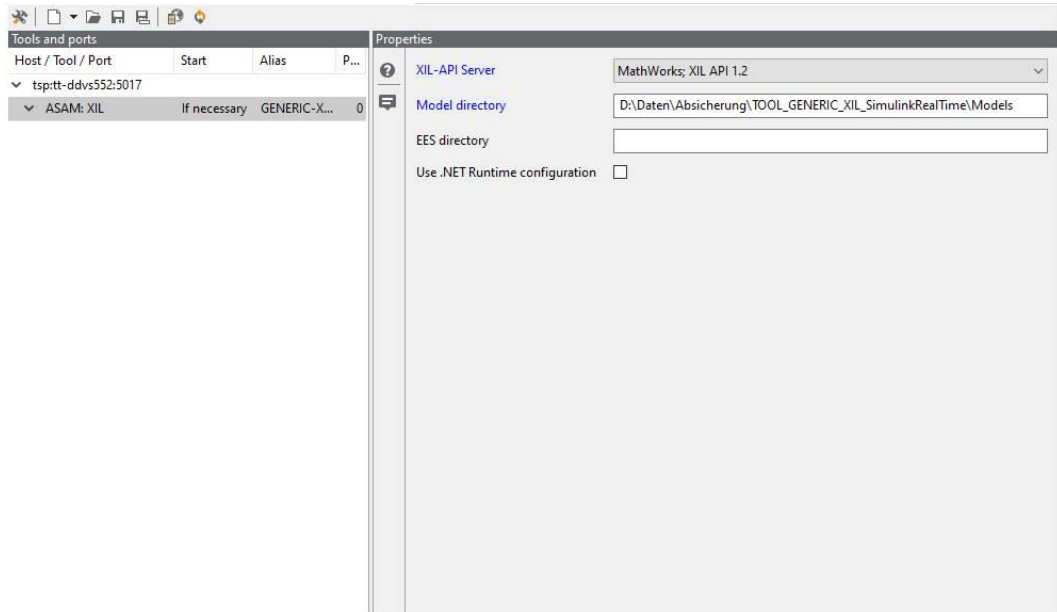 Tools and ports
Host / Tool / Port Start Alias P...
tsp:tt-ddvs552:5017
ASAM: XIL If necessary GENERIC-X... 0
Properties
XIL-API Server MathWorks; XIL API 1.2
Model directory D:\Daten\Absicherung\TOOL_GENERIC_XIL_SimulinkRealTime\Models
EES directory
Use .NET Runtime configuration